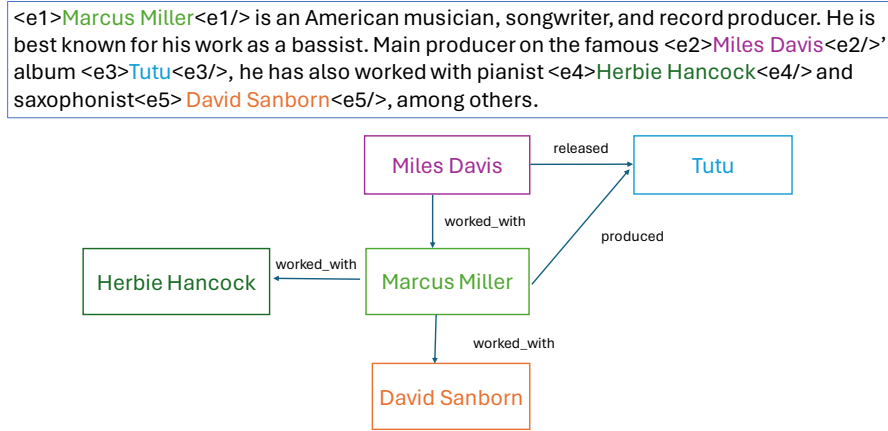 <e1>Marcus Miller<e1/> is an American musician, songwriter, and record producer. He is
best known for his work as a bassist. Main producer on the famous <e2>Miles Davis<e2/>’
album <e3>Tutu<e3/>, he has also worked with pianist <e4>Herbie Hancock<e4/> and
saxophonist<e5> David Sanborn<e5/>, among others.
released
Miles Davis
Tutu
worked_with
produced
worked_with
Herbie Hancock
Marcus Miller
worked_with
David Sanborn